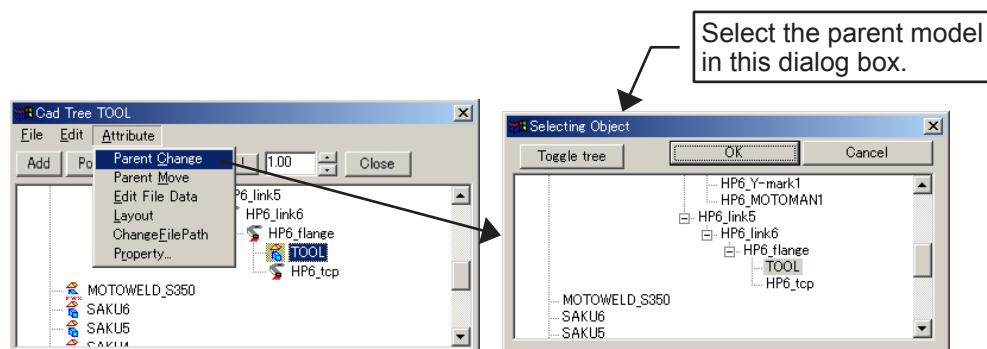 Select the parent model
in this dialog box.
Cad Tree TOOL
File Edit Attribute
Add Po 1.00 Close
Parent Change
Parent Move
Edit File Data
Layout
ChangeFilePath
Property...
P6_link5
HP6_link6
HP6_flange
TOOL
HP6_tcp
MOTOWELD_S350
SAKU6
SAKU5
SAKU4
Selecting Object
Toggle tree OK Cancel
HP6_Y-mark1
HP6_MOTOMAN1
HP6_link5
HP6_link6
HP6_flange
TOOL
HP6_tcp
MOTOWELD_S350
SAKU6
SAKU5